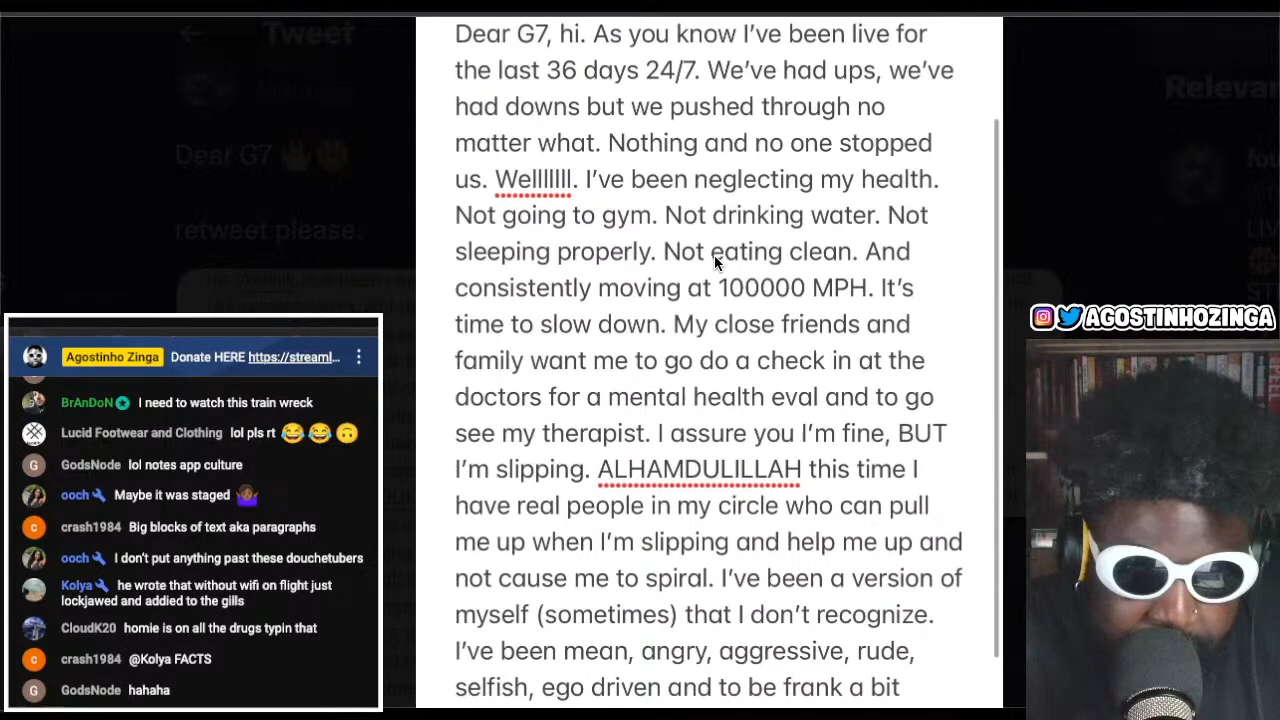 Tweet
Dear G7
retweet please.
Relevan
Dear G7, hi. As you know I’ve been live for
the last 36 days 24/7. We’ve had ups, we’ve
had downs but we pushed through no
matter what. Nothing and no one stopped
us. Welllllll. I’ve been neglecting my health.
Not going to gym. Not drinking water. Not
sleeping properly. Not eating clean. And
consistently moving at 100000 MPH. It’s
time to slow down. My close friends and
family want me to go do a check in at the
doctors for a mental health eval and to go
see my therapist. I assure you I’m fine, BUT
I’m slipping. ALHAMDULILLAH this time I
have real people in my circle who can pull
me up when I’m slipping and help me up and
not cause me to spiral. I’ve been a version of
myself (sometimes) that I don’t recognize.
I’ve been mean, angry, aggressive, rude,
selfish, ego driven and to be frank a bit
Agostinho Zinga Donate HERE https://streaml...
BrAnDoN I need to watch this train wreck
Lucid Footwear and Clothing lol pls rt 😂😂🙃
GodsNode lol notes app culture
ooch Maybe it was staged 🤷🏾‍♀️
crash1984 Big blocks of text aka paragraphs
ooch I don’t put anything past these douchetubers
Kolya he wrote that without wifi on flight just
lockjawed and addied to the gills
CloudK20 homie is on all the drugs typin that
crash1984 @Kolya FACTS
GodsNode hahaha
AGOSTINHOZINGA